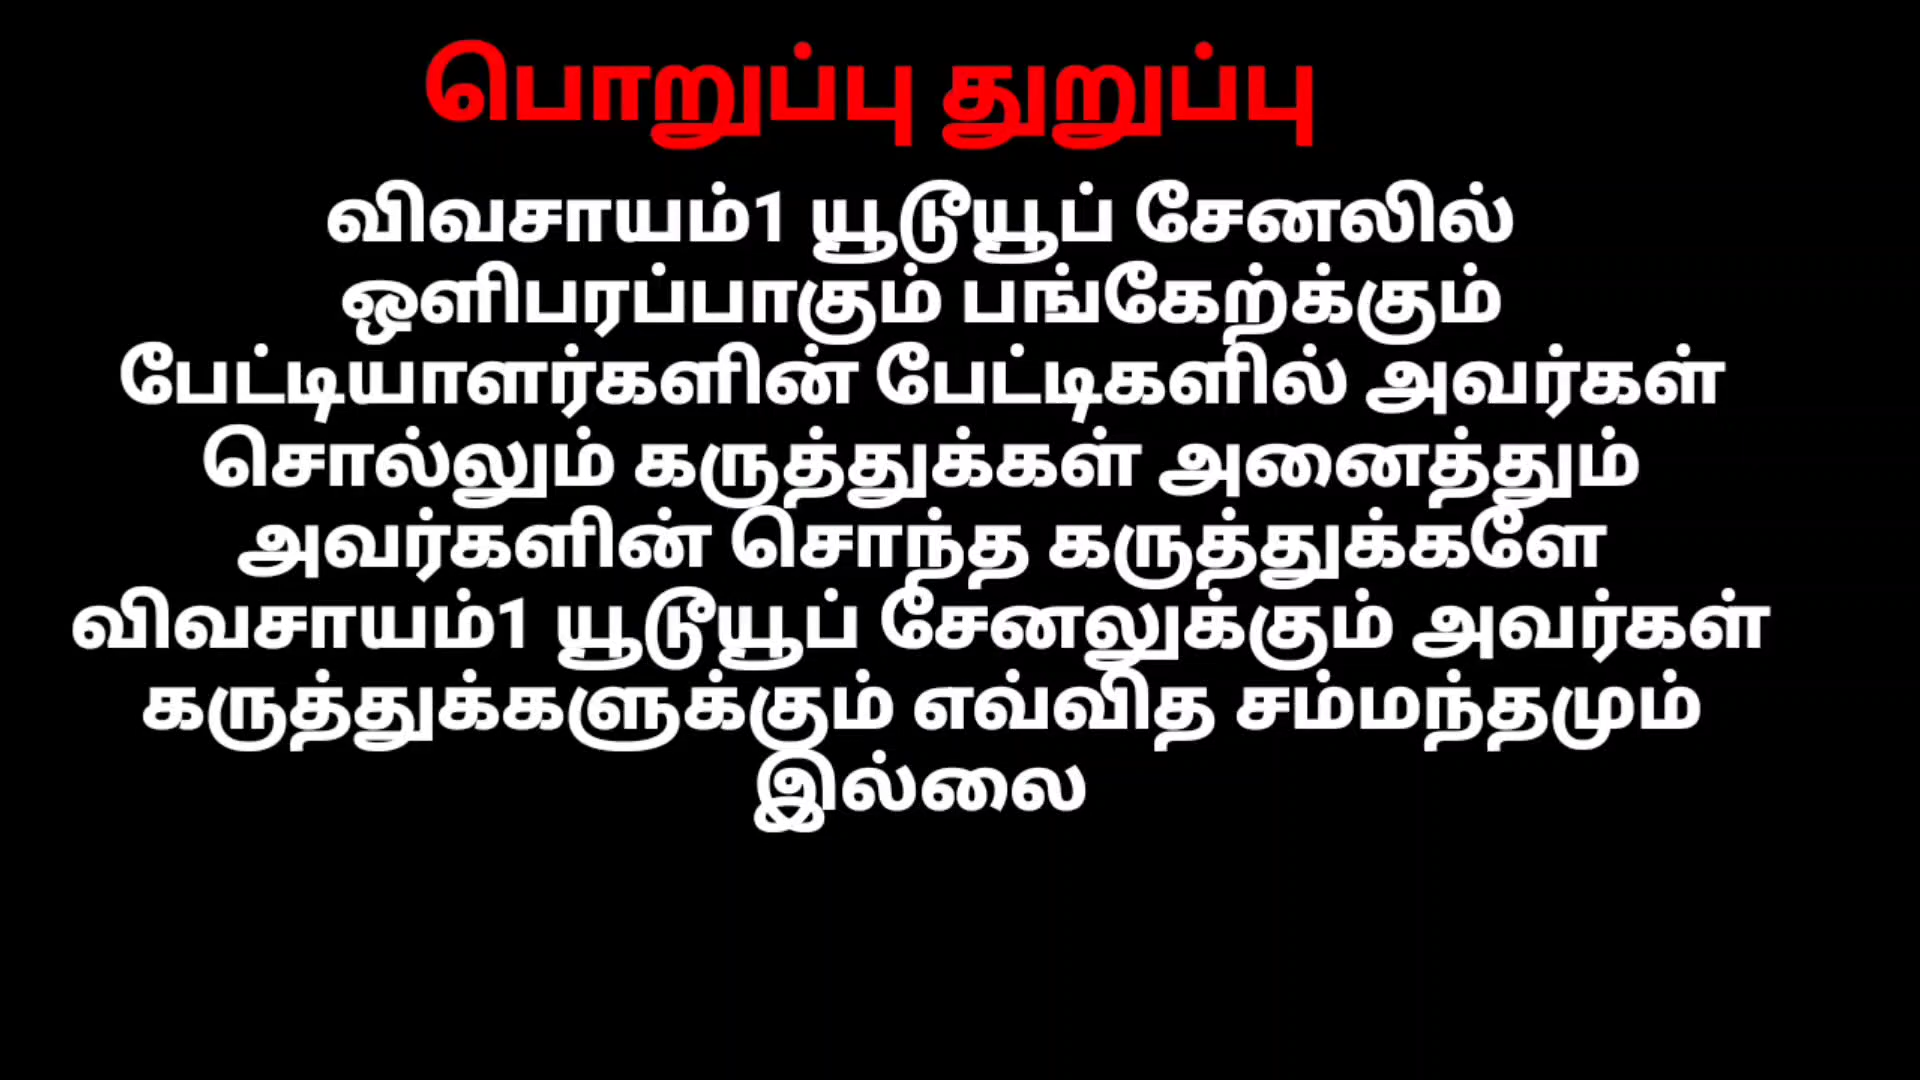 பொறுப்பு துறுப்பு
விவசாயம்1 யூடூயூப் சேனலில்
ஒளிபரப்பாகும் பங்கேற்க்கும்
பேட்டியாளர்களின் பேட்டிகளில் அவர்கள்
சொல்லும் கருத்துக்கள் அனைத்தும்
அவர்களின் சொந்த கருத்துக்களே
விவசாயம்1 யூடூயூப் சேனலுக்கும் அவர்கள்
கருத்துக்களுக்கும் எவ்வித சம்மந்தமும்
இல்லை